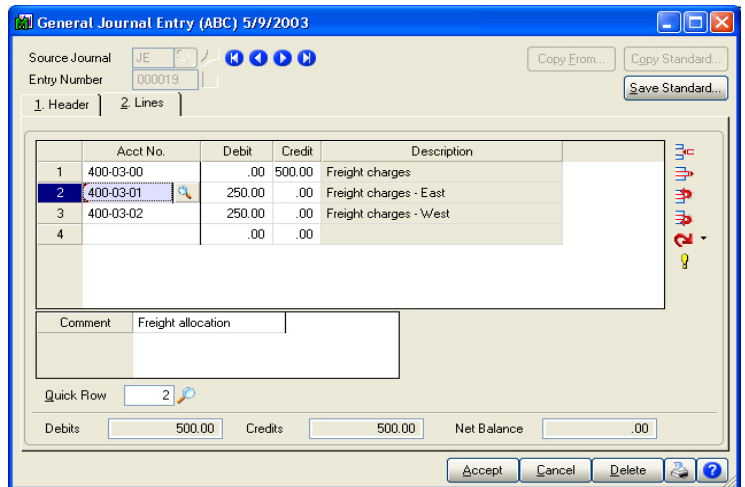 General Journal Entry (ABC) 5/9/2003
Source Journal JE Copy From... Copy Standard...
Entry Number 000019 Save Standard...
1. Header 2. Lines
Acct No. Debit Credit Description
1 400-03-00 .00 500.00 Freight charges
2 400-03-01 250.00 .00 Freight charges - East
3 400-03-02 250.00 .00 Freight charges - West
4 .00 .00
Comment Freight allocation
Quick Row 2
Debits 500.00 Credits 500.00 Net Balance .00
Accept Cancel Delete ?